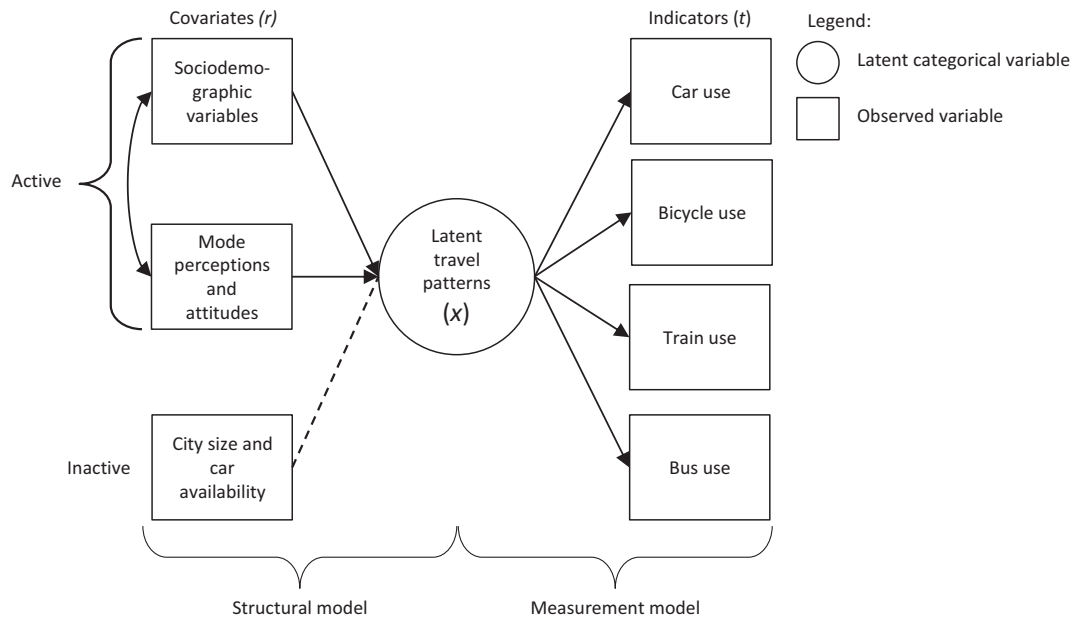 Covariates (r)
Indicators (t)
Legend:
Latent categorical variable
Observed variable
Active
Sociodemo-
graphic
variables
Mode
perceptions
and
attitudes
Inactive
City size and
car
availability
Latent
travel
patterns
(x)
Car use
Bicycle use
Train use
Bus use
Structural model
Measurement model